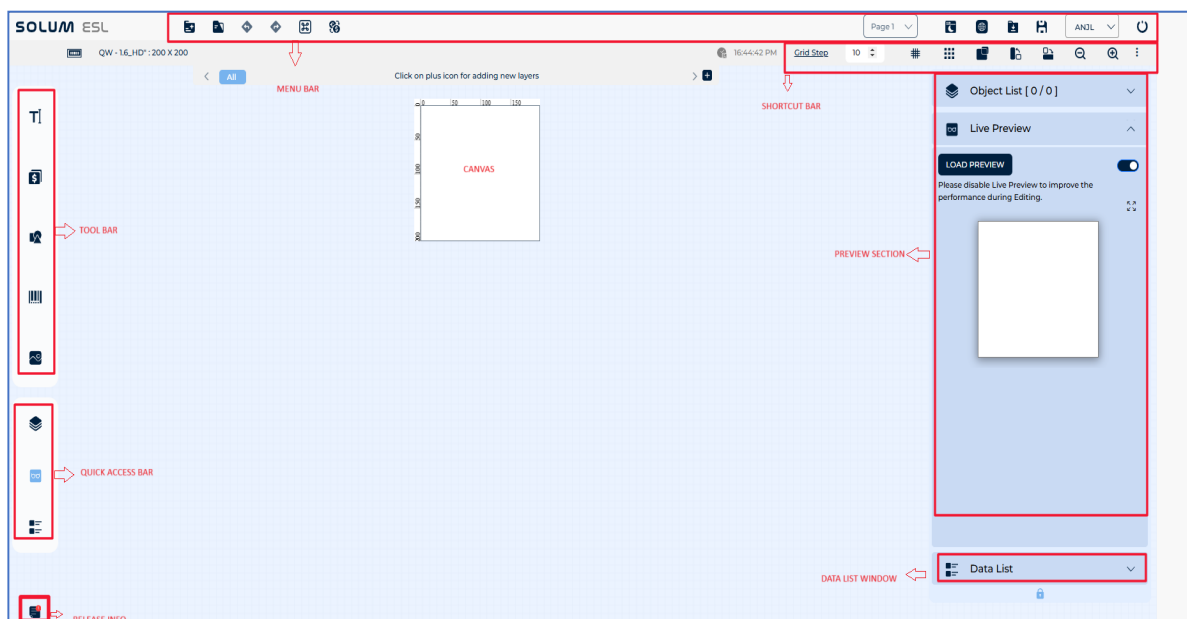 SOLUM ESL
Page 1
ANJL
QW - 1.6_HD* : 200 X 200
16:44:42 PM
Grid Step
10
All
Click on plus icon for adding new layers
MENU BAR
SHORTCUT BAR
Object List [ 0 / 0 ]
Live Preview
LOAD PREVIEW
Please disable Live Preview to improve the
performance during Editing.
0 50 100 150
0
50
100
150
200
CANVAS
TOOL BAR
PREVIEW SECTION
QUICK ACCESS BAR
DATA LIST WINDOW
Data List
RELEASE INFO